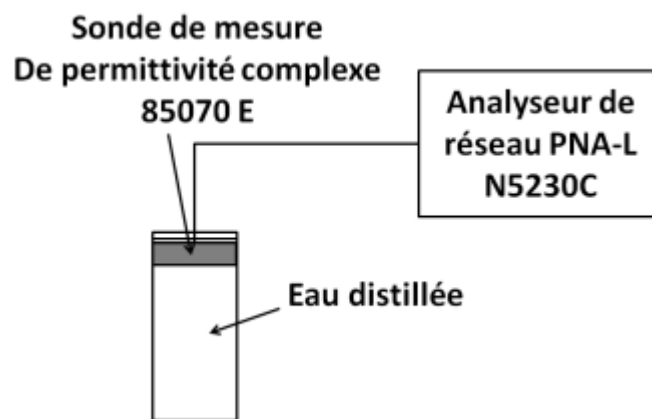 Sonde de mesure
De permittivité complexe
85070 E
Analyseur de
réseau PNA-L
N5230C
Eau distillée